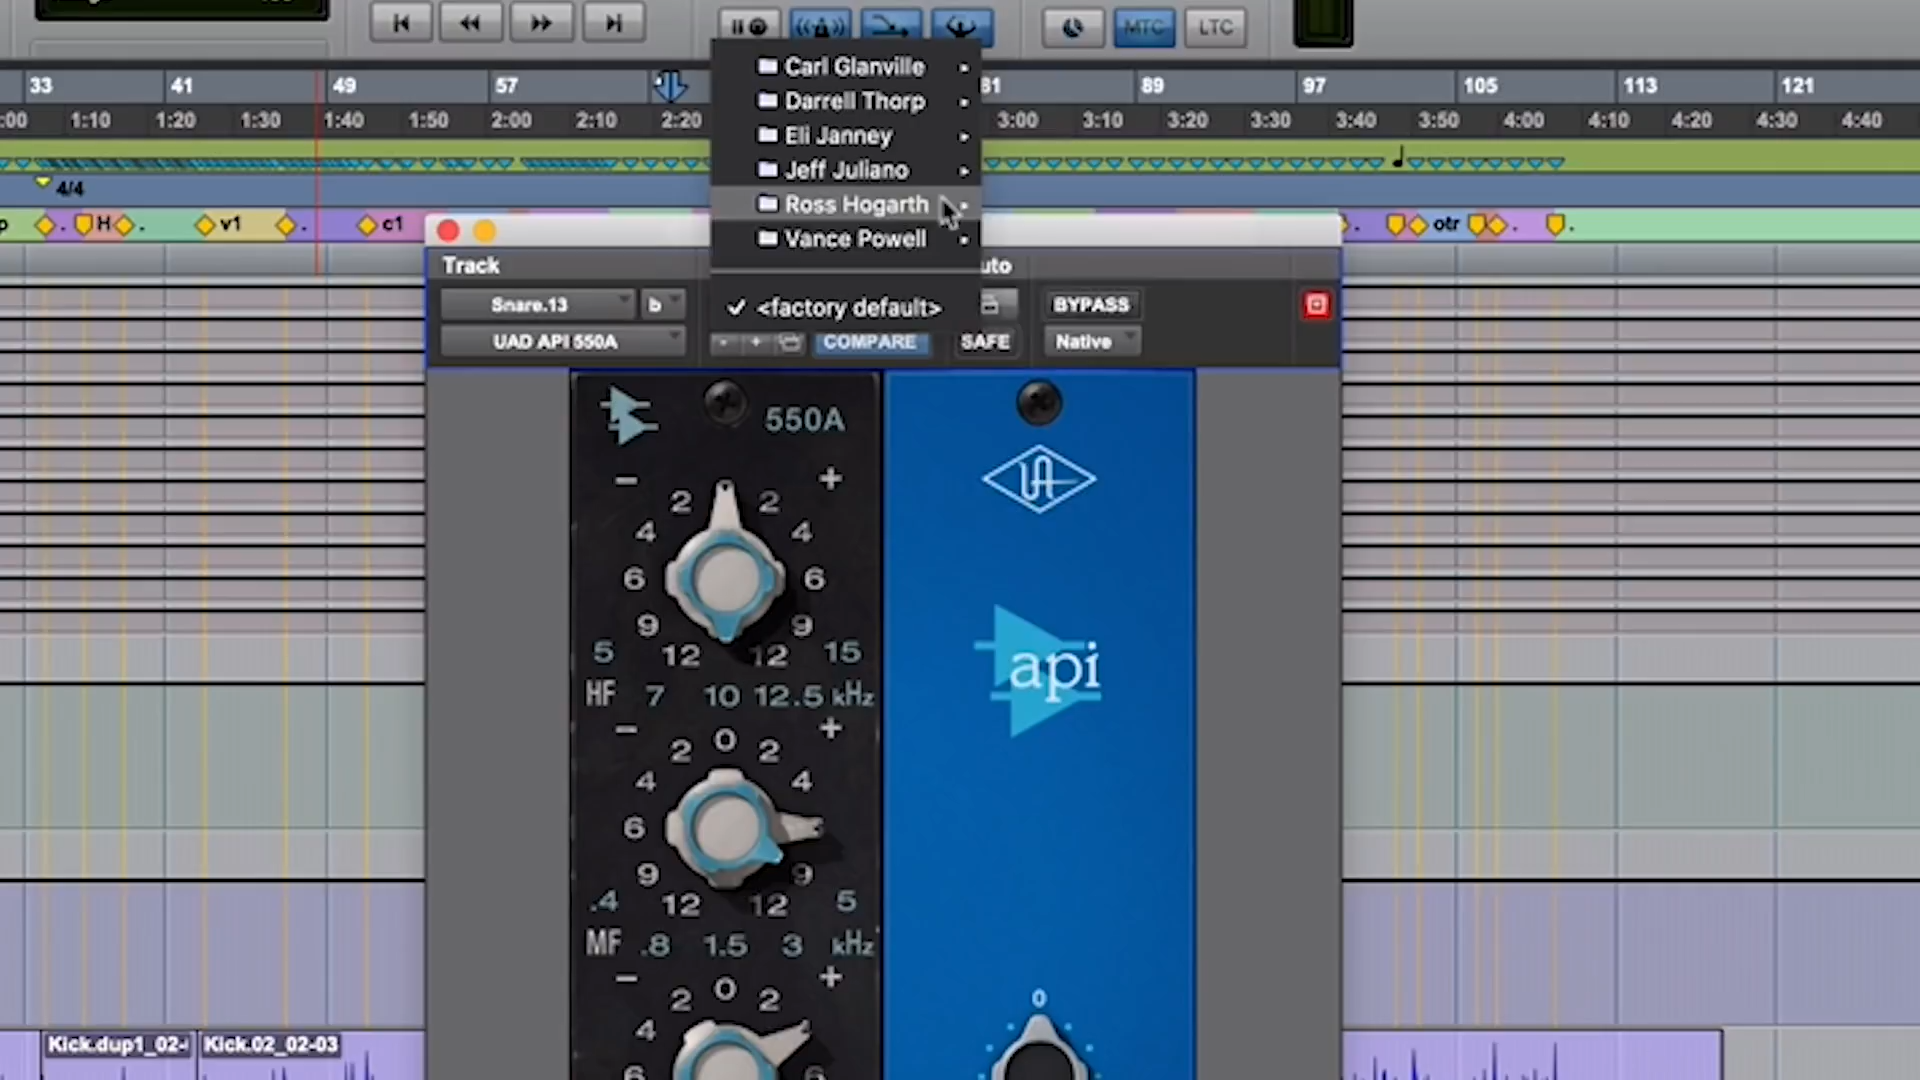 MTC LTC
Carl Glanville
Darrell Thorp
Eli Janney
Jeff Juliano
Ross Hogarth
Vance Powell
<factory default>
33 41 49 57 81 89 97 105 113 121
:00 1:10 1:20 1:30 1:40 1:50 2:00 2:10 2:20 3:00 3:10 3:20 3:30 3:40 3:50 4:00 4:10 4:20 4:30 4:40
4/4
p H v1 c1 otr
Track uto
Snare.13 b BYPASS
UAD API 550A - + COMPARE SAFE Native
550A
- +
2 2
4 4
6 6
9 9
5 12 12 15
HF 7 10 12.5 kHz
- +
2 0 2
4 4
6
9 9
.4 12 12 5
MF .8 1.5 3 kHz
- +
2 0 2
4 4
6 6
UA
api
0
Kick.dup1_02- Kick.02_02-03